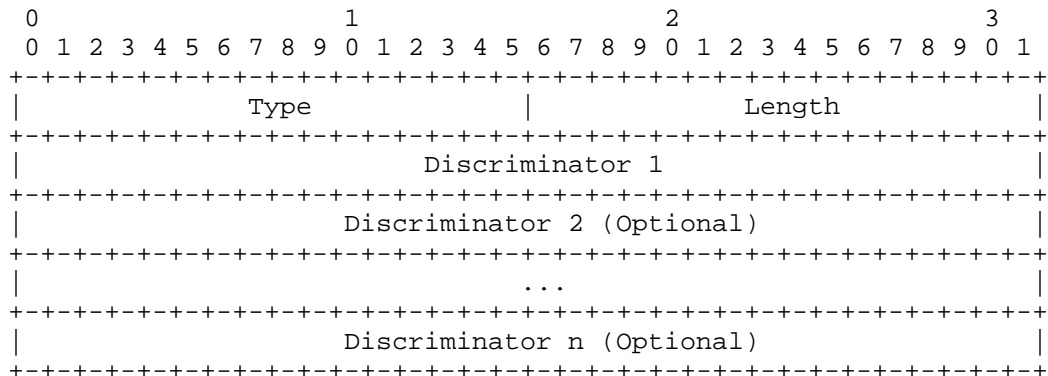 0                   1                   2                   3
 0 1 2 3 4 5 6 7 8 9 0 1 2 3 4 5 6 7 8 9 0 1 2 3 4 5 6 7 8 9 0 1
+-+-+-+-+-+-+-+-+-+-+-+-+-+-+-+-+-+-+-+-+-+-+-+-+-+-+-+-+-+-+-+-+
|              Type             |             Length            |
+-+-+-+-+-+-+-+-+-+-+-+-+-+-+-+-+-+-+-+-+-+-+-+-+-+-+-+-+-+-+-+-+
|                         Discriminator 1                       |
+-+-+-+-+-+-+-+-+-+-+-+-+-+-+-+-+-+-+-+-+-+-+-+-+-+-+-+-+-+-+-+-+
|                    Discriminator 2 (Optional)                 |
+-+-+-+-+-+-+-+-+-+-+-+-+-+-+-+-+-+-+-+-+-+-+-+-+-+-+-+-+-+-+-+-+
|                               ...                             |
+-+-+-+-+-+-+-+-+-+-+-+-+-+-+-+-+-+-+-+-+-+-+-+-+-+-+-+-+-+-+-+-+
|                    Discriminator n (Optional)                 |
+-+-+-+-+-+-+-+-+-+-+-+-+-+-+-+-+-+-+-+-+-+-+-+-+-+-+-+-+-+-+-+-+